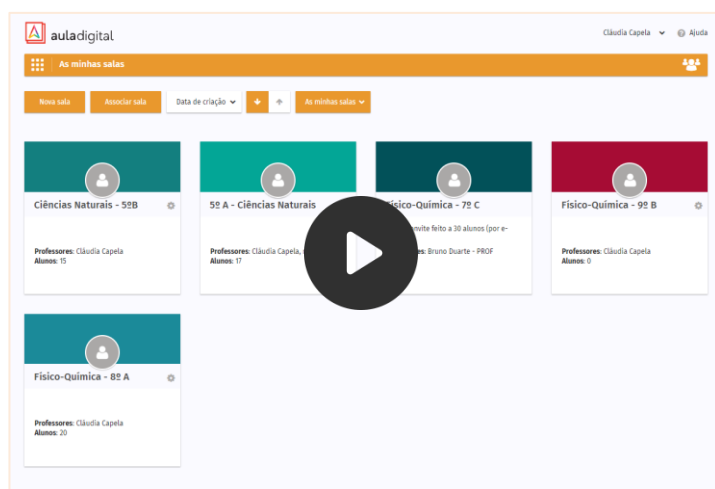 auladigital
Cláudia Capela
Ajuda
As minhas salas
Nova sala
Associar sala
Data de criação
As minhas salas
Ciências Naturais - 5ºB
5º A - Ciências Naturais
Físico-Química - 7º C
Físico-Química - 9º B
feito a 30 alunos (por e-
Professores: Cláudia Capela
Alunos: 15
Professores: Cláudia Capela,
Alunos: 17
Bruno Duarte - PROF
Professores: Cláudia Capela
Alunos: 0
Físico-Química - 8º A
Professores: Cláudia Capela
Alunos: 20